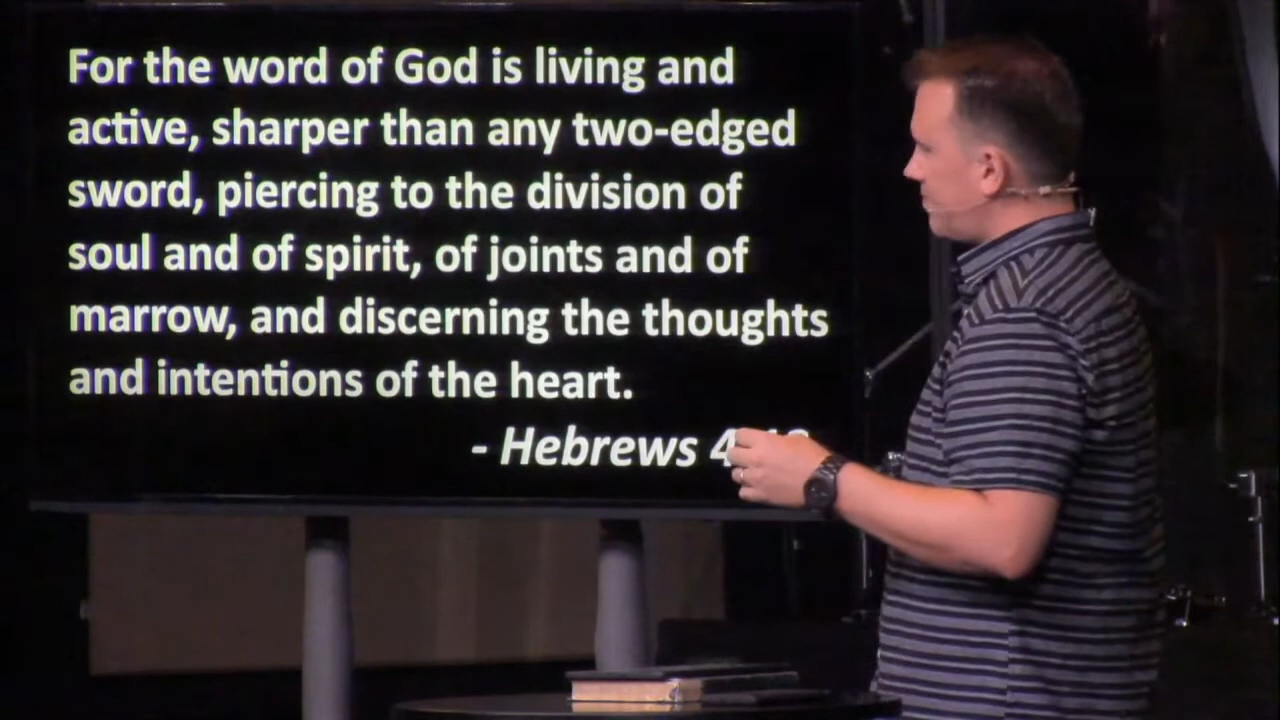 For the word of God is living and
active, sharper than any two-edged
sword, piercing to the division of
soul and of spirit, of joints and of
marrow, and discerning the thoughts
and intentions of the heart.
- Hebrews 4